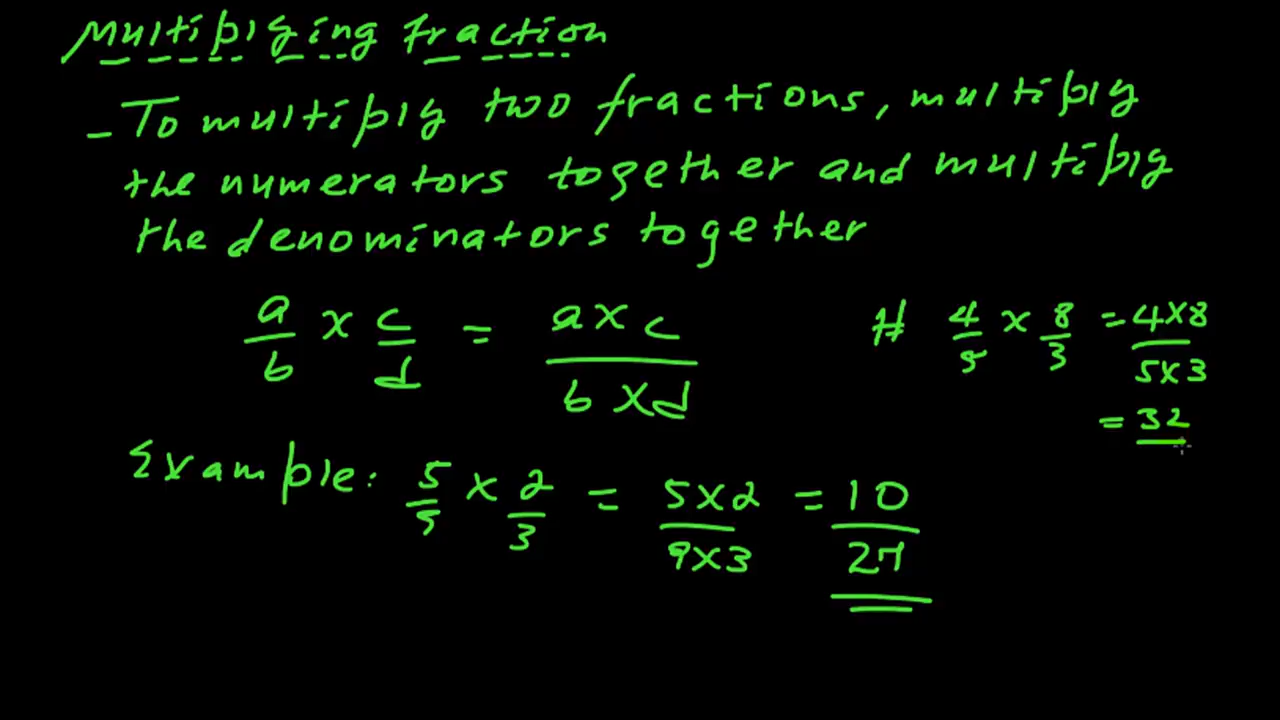 Multiplying fraction
- To multiply two fractions, multiply
the numerators together and multiply
the denominators together
a/b x c/d = a x c / b x d
# 4/5 x 8/3 = 4x8 / 5x3
= 32
Example: 5/9 x 2/3 = 5x2 / 9x3 = 10/27